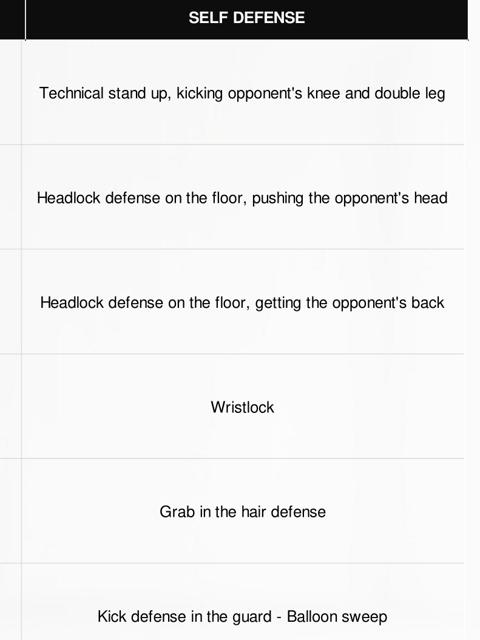 SELF DEFENSE
Technical stand up, kicking opponent's knee and double leg
Headlock defense on the floor, pushing the opponent's head
Headlock defense on the floor, getting the opponent's back
Wristlock
Grab in the hair defense
Kick defense in the guard - Balloon sweep